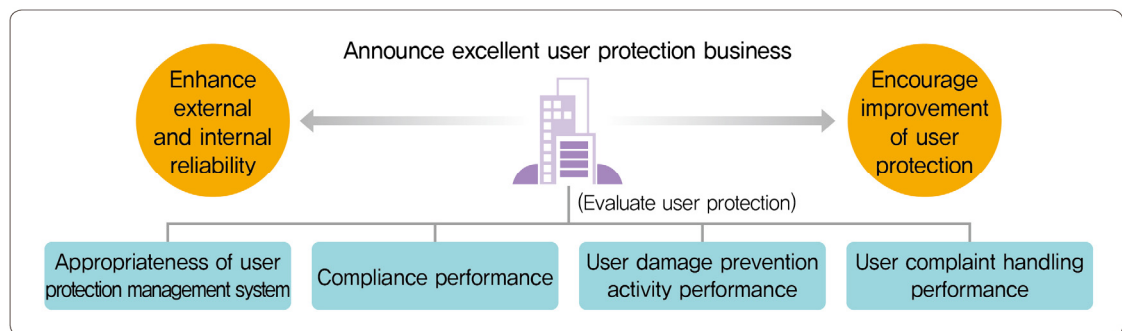 Announce excellent user protection business
Enhance
external
and internal
reliability
Encourage
improvement
of user
protection
(Evaluate user protection)
Appropriateness of user
protection management system
Compliance performance
User damage prevention
activity performance
User complaint handling
performance